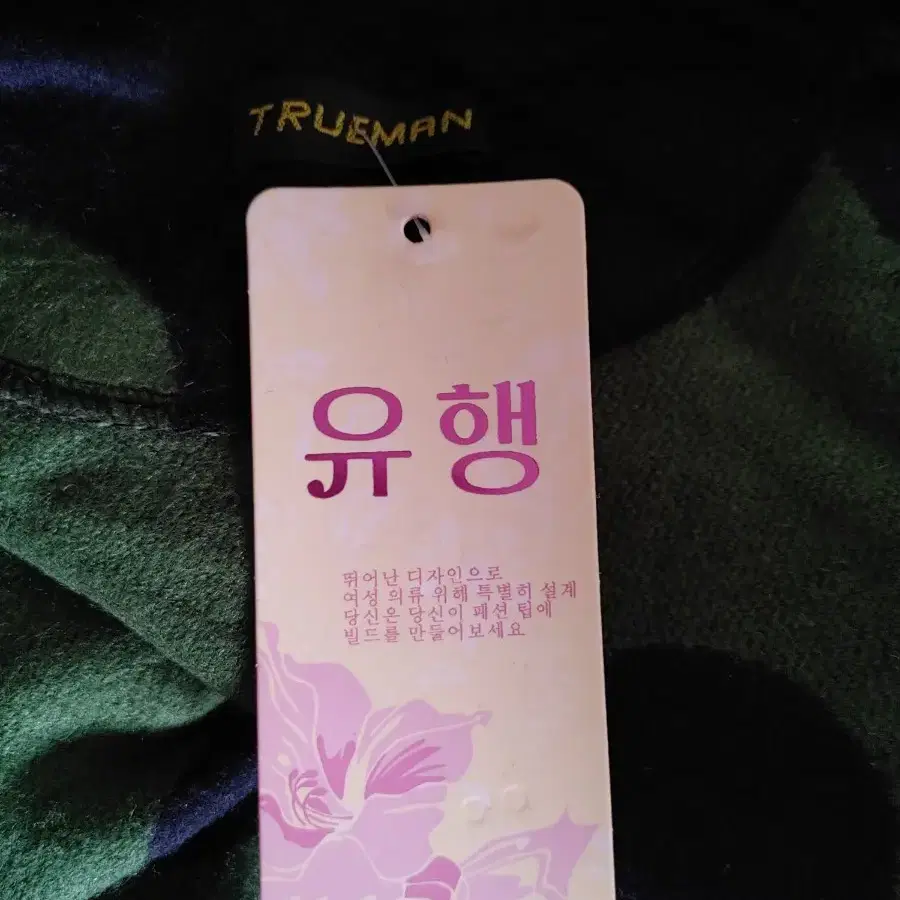 TRUEMAN
유행
뛰어난 디자인으로
여성 의류 위해 특별히 설계
당신은 당신이 패션 팁에
빌드를 만들어보세요